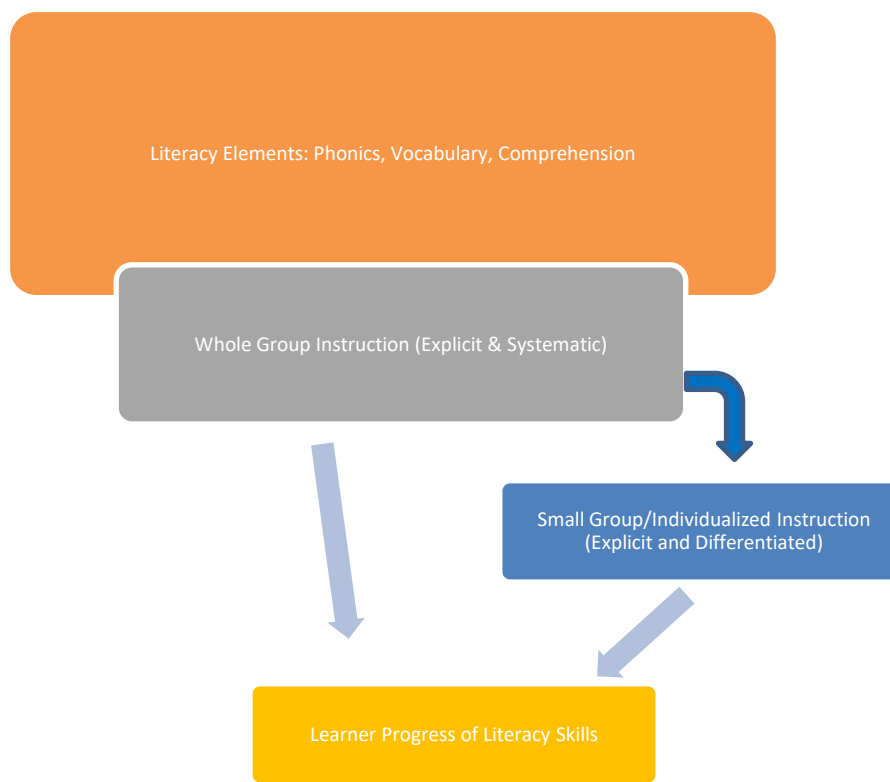 Literacy Elements: Phonics, Vocabulary, Comprehension
Whole Group Instruction (Explicit & Systematic)
Small Group/Individualized Instruction
(Explicit and Differentiated)
Learner Progress of Literacy Skills